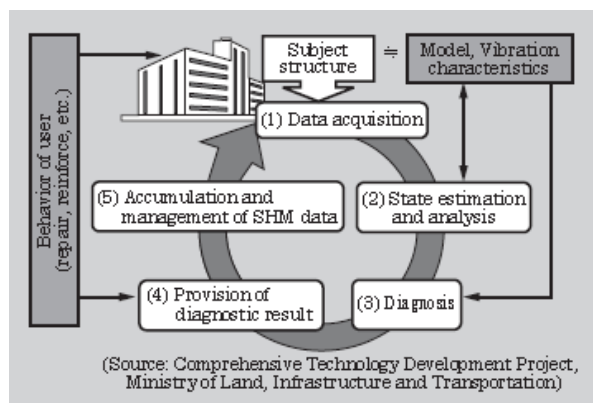 Subject
structure
≒
Model, Vibration
characteristics
Behavior of user
(repair, reinforce, etc.)
(1) Data acquisition
(5) Accumulation and
management of SHM data
(2) State estimation
and analysis
(4) Provision of
diagnostic result
(3) Diagnosis
(Source: Comprehensive Technology Development Project,
Ministry of Land, Infrastructure and Transportation)